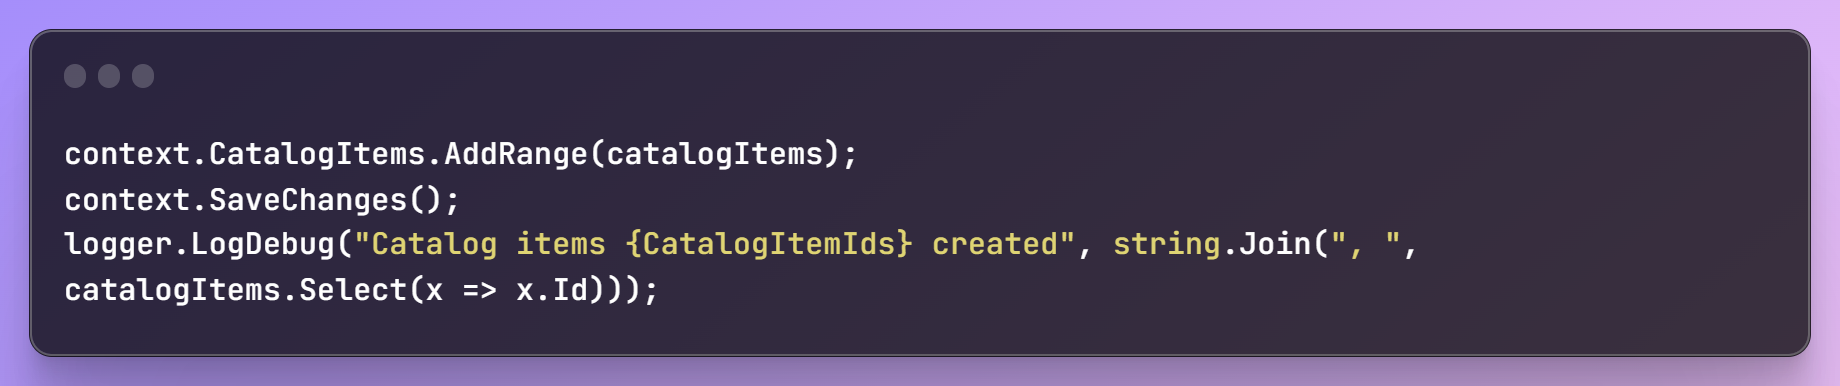 context.CatalogItems.AddRange(catalogItems);
context.SaveChanges();
logger.LogDebug("Catalog items {CatalogItemIds} created", string.Join(", ",
catalogItems.Select(x => x.Id)));